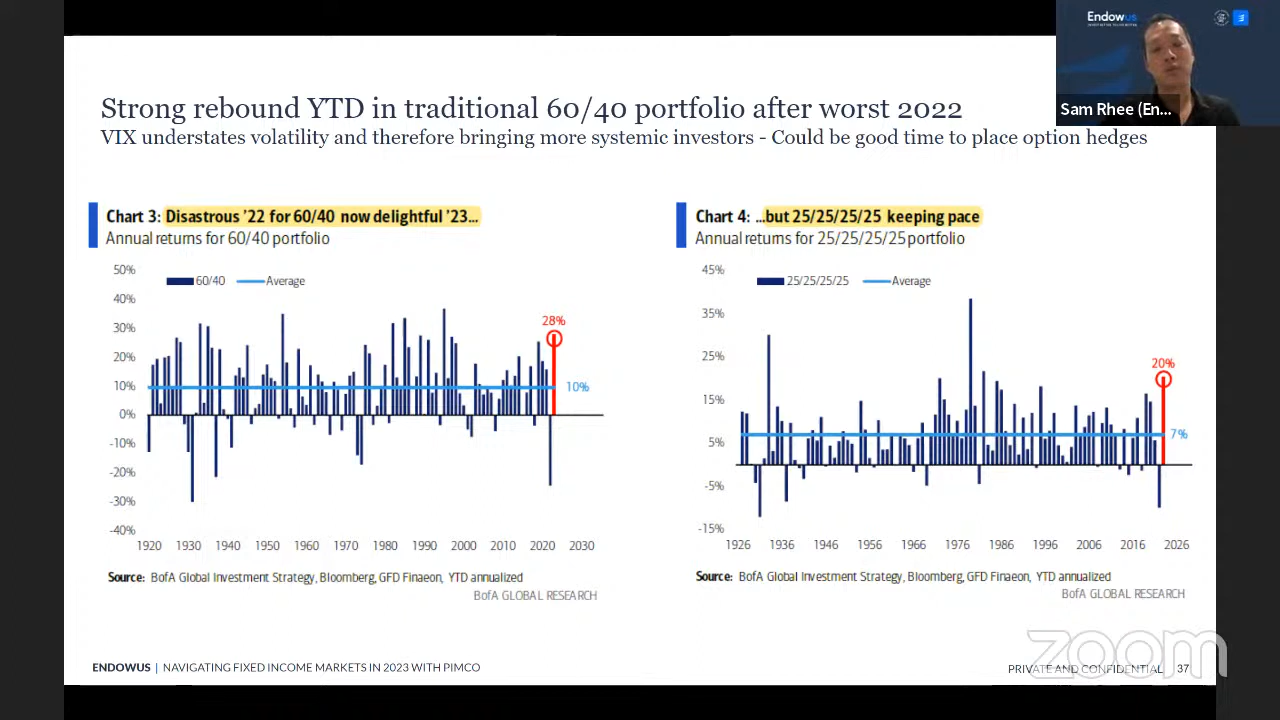 Endowus
Sam Rhee (En...
Strong rebound YTD in traditional 60/40 portfolio after worst 2022
VIX understates volatility and therefore bringing more systemic investors - Could be good time to place option hedges
Chart 3: Disastrous '22 for 60/40 now delightful '23...
Annual returns for 60/40 portfolio
50%
40%
30%
20%
10%
0%
-10%
-20%
-30%
-40%
60/40 Average
28%
10%
1920 1930 1940 1950 1960 1970 1980 1990 2000 2010 2020 2030
Source: BofA Global Investment Strategy, Bloomberg, GFD Finaeon, YTD annualized
BofA GLOBAL RESEARCH
Chart 4: ...but 25/25/25/25 keeping pace
Annual returns for 25/25/25/25 portfolio
45%
35%
25%
15%
5%
-5%
-15%
25/25/25/25 Average
20%
7%
1926 1936 1946 1956 1966 1976 1986 1996 2006 2016 2026
Source: BofA Global Investment Strategy, Bloomberg, GFD Finaeon, YTD annualized
BofA GLOBAL RESEARCH
ENDOWUS | NAVIGATING FIXED INCOME MARKETS IN 2023 WITH PIMCO
PRIVATE AND CONFIDENTIAL 37
zoom